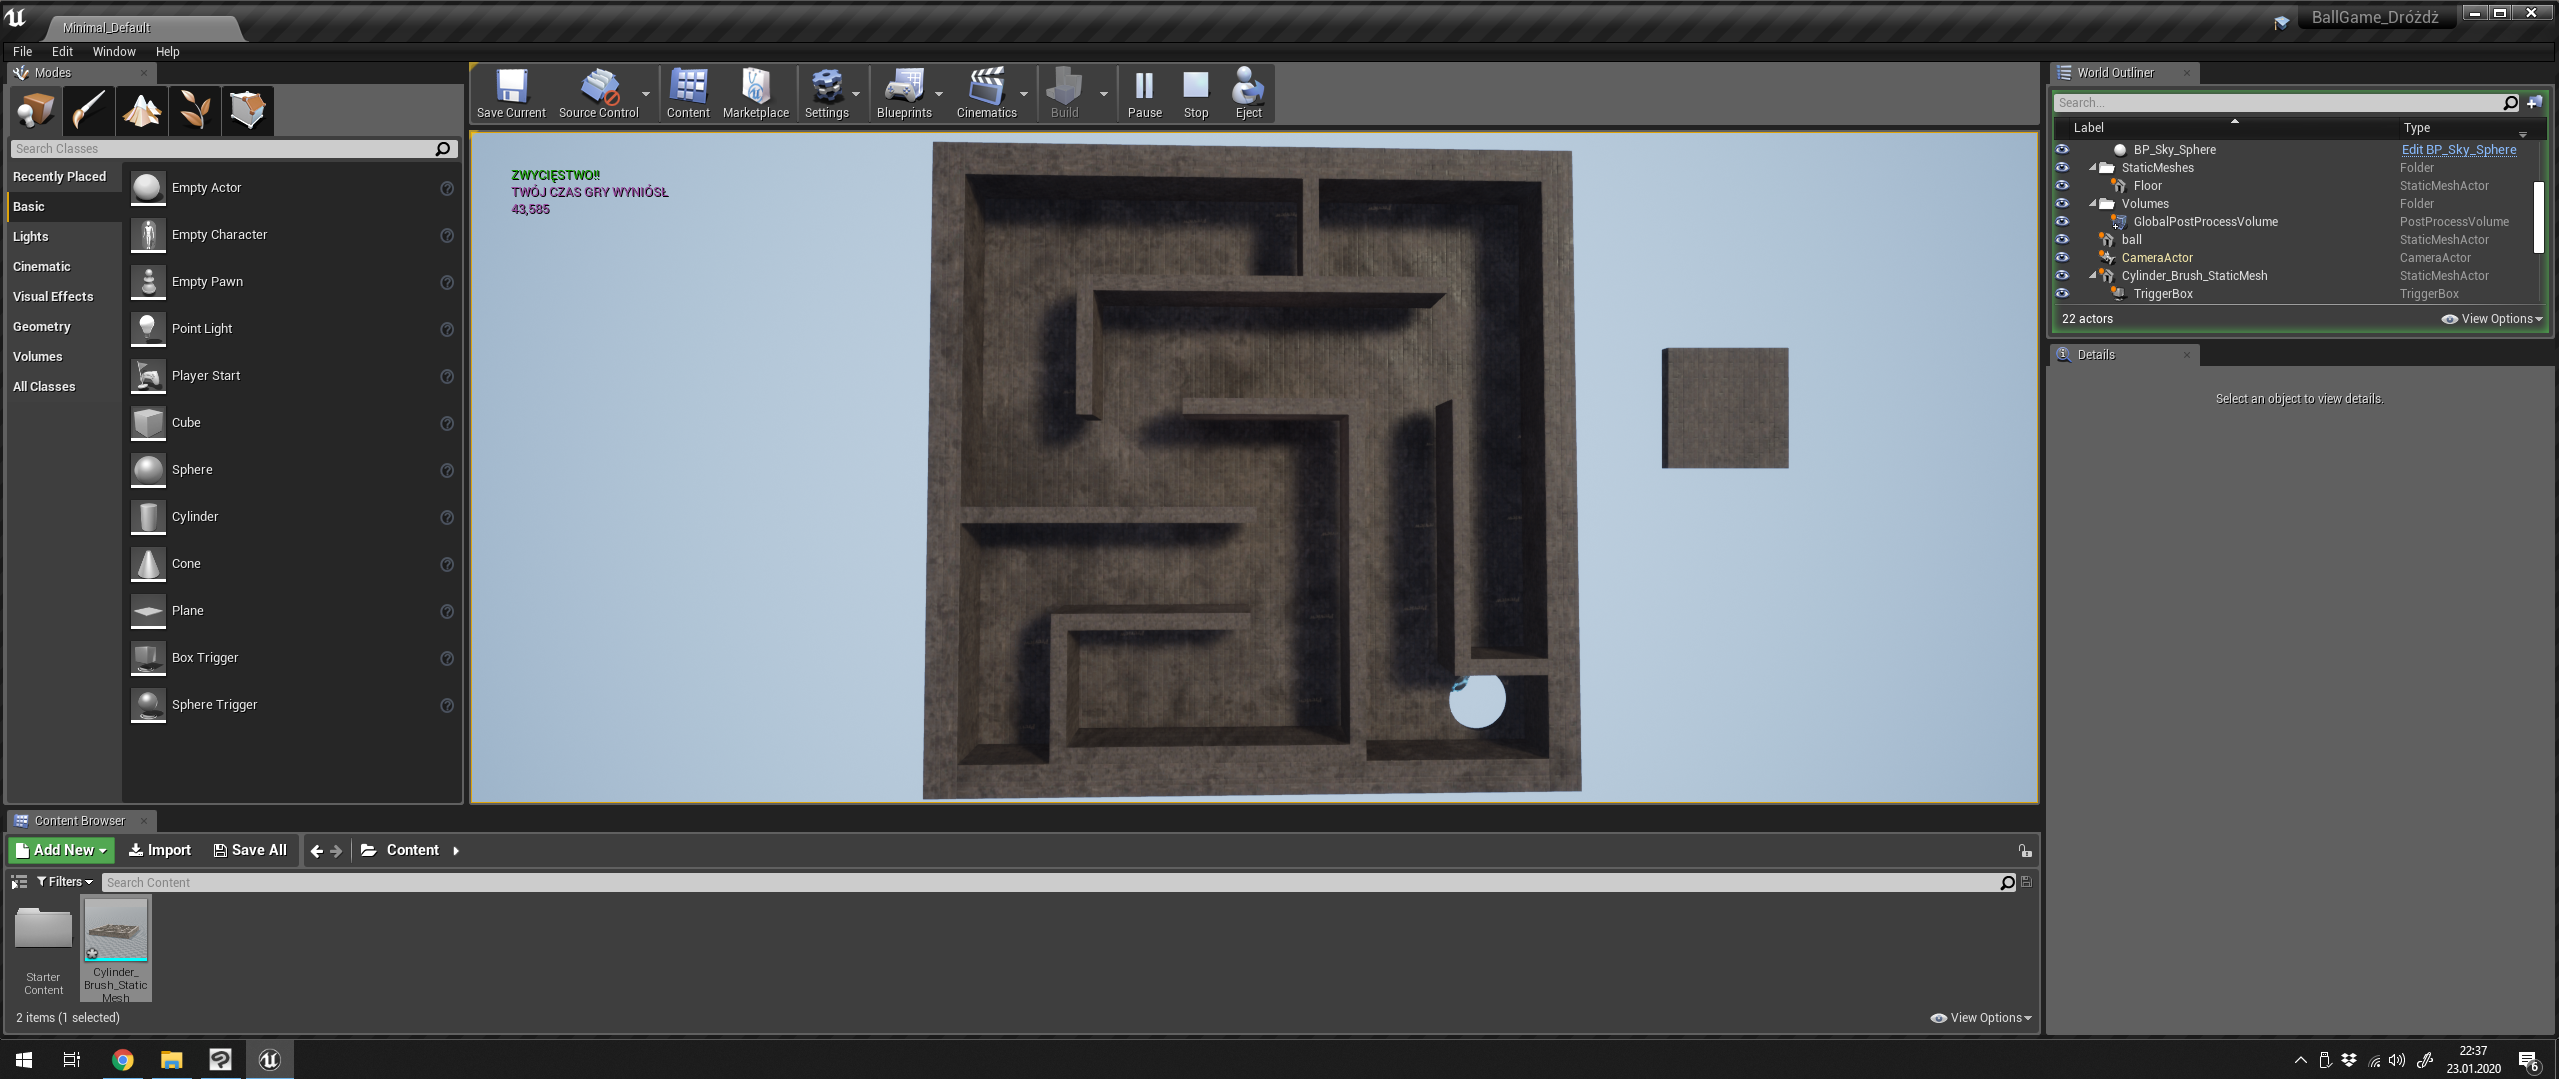 Minimal_Default
BallGame_Dróżdż
File Edit Window Help
Modes
Search Classes
Recently Placed
Basic
Lights
Cinematic
Visual Effects
Geometry
Volumes
All Classes
Empty Actor
Empty Character
Empty Pawn
Point Light
Player Start
Cube
Sphere
Cylinder
Cone
Plane
Box Trigger
Sphere Trigger
Save Current Source Control Content Marketplace Settings Blueprints Cinematics Build Pause Stop Eject
ZWYCIĘSTWO!!
TWÓJ CZAS GRY WYNIÓSŁ
43,585
World Outliner
Search...
Label Type
BP_Sky_Sphere Edit BP_Sky_Sphere
StaticMeshes Folder
Floor StaticMeshActor
Volumes Folder
GlobalPostProcessVolume PostProcessVolume
ball StaticMeshActor
CameraActor CameraActor
Cylinder_Brush_StaticMesh StaticMeshActor
TriggerBox TriggerBox
22 actors View Options
Details
Select an object to view details.
Content Browser
Add New Import Save All Content
Filters Search Content
Starter
Content
Cylinder_
Brush_Static
Mesh
2 items (1 selected) View Options
22:37
23.01.2020
6